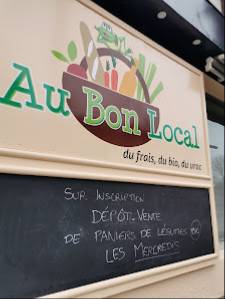 Au Bon Local
du frais, du bio, du vrac
SUR INSCRIPTION
DÉPÔT-VENTE
DE PANIERS DE LÉGUMES BIO
LES MERCREDIS